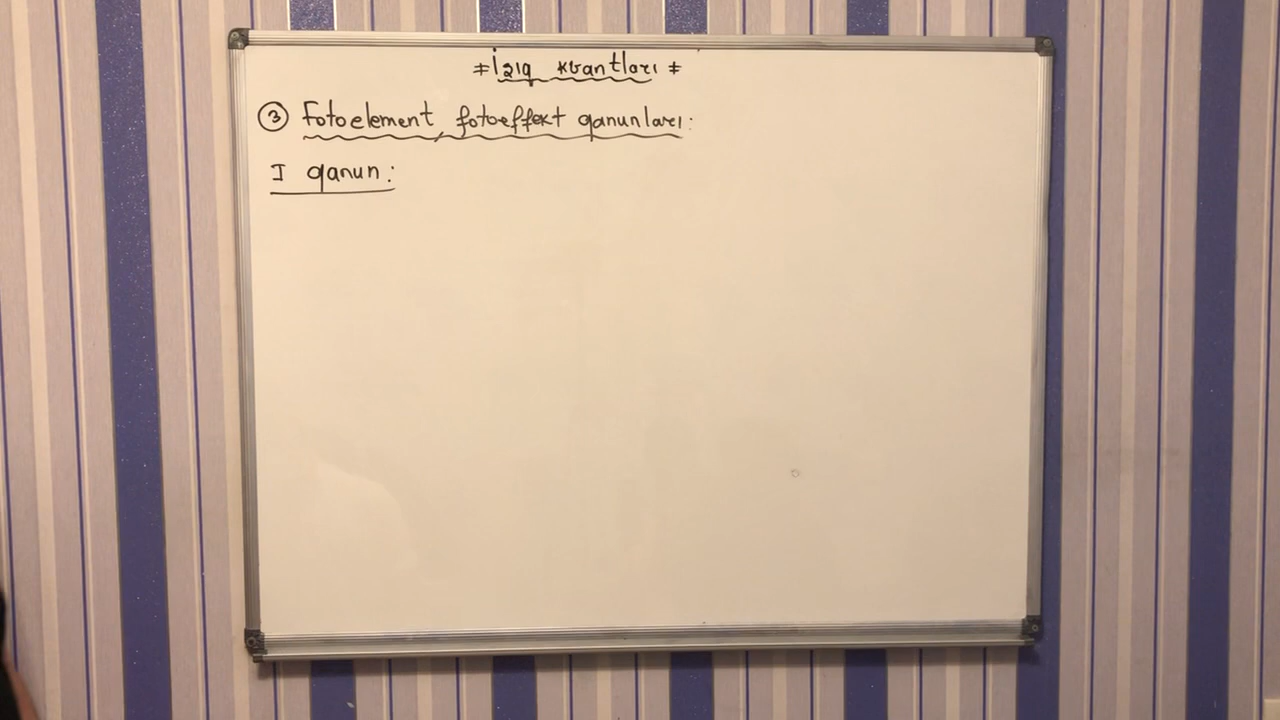 = İşıq kvantları =
③ Fotoelement, fotoeffekt qanunları:
I qanun: